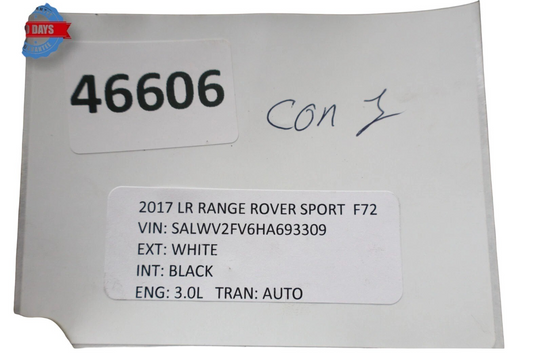 DAYS
46606
Con 1
2017 LR RANGE ROVER SPORT F72
VIN: SALWV2FV6HA693309
EXT: WHITE
INT: BLACK
ENG: 3.0L TRAN: AUTO